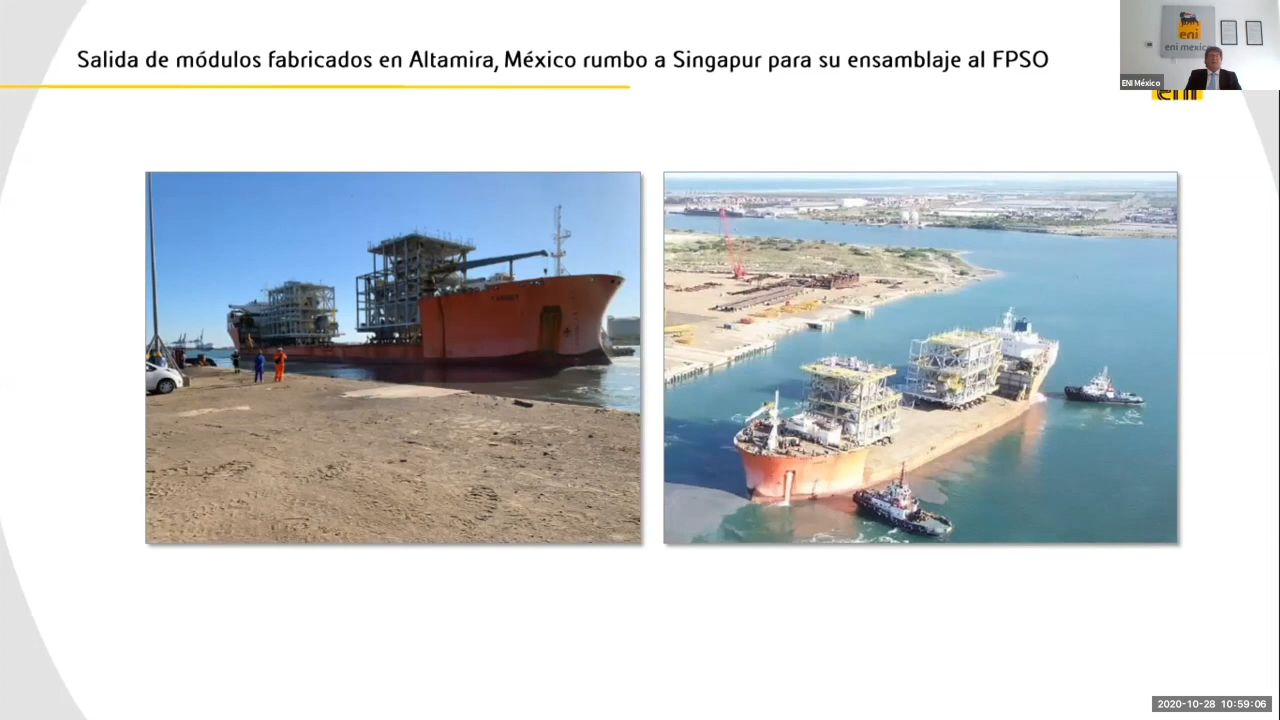 Salida de módulos fabricados en Altamira, México rumbo a Singapur para su ensamblaje al FPSO
eni
eni mexico
ENI México
eni
2020-10-28 10:59:06